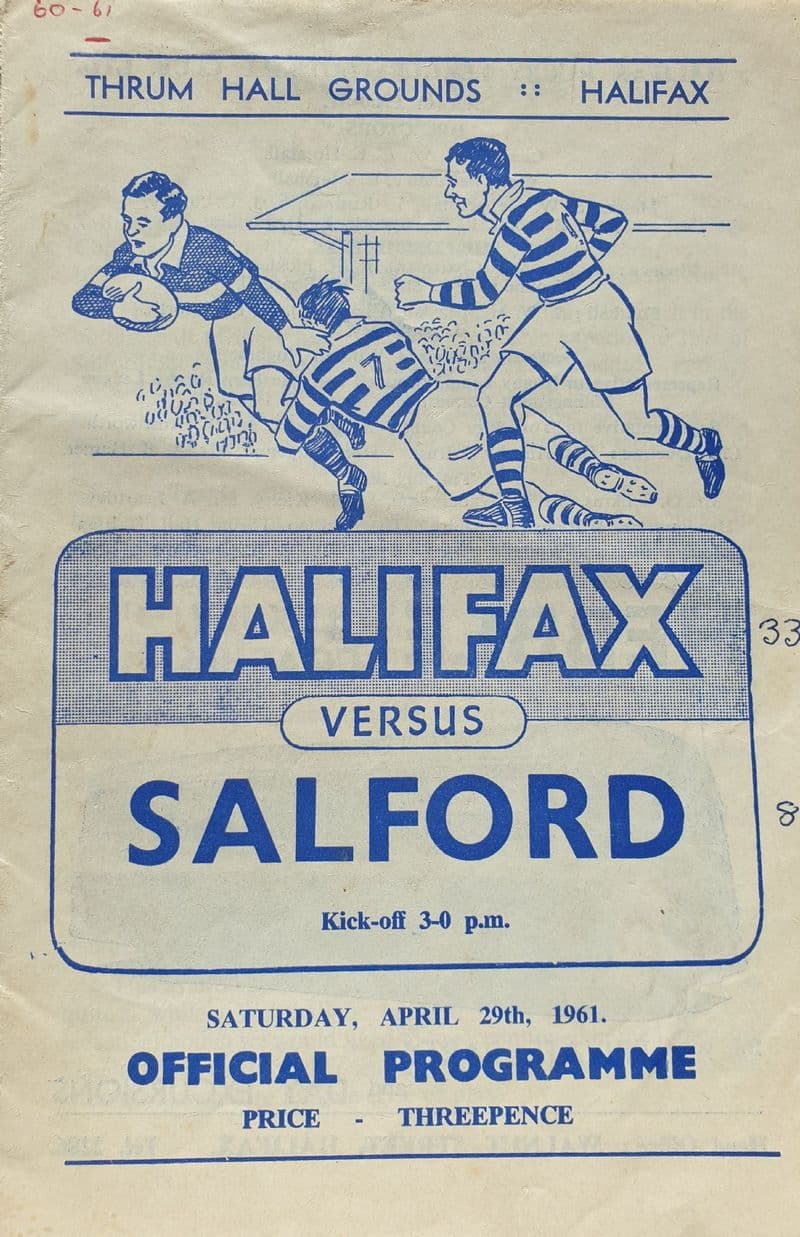 60-61
THRUM HALL GROUNDS :: HALIFAX
7
HALIFAX
33
VERSUS
SALFORD
8
Kick-off 3-0 p.m.
SATURDAY, APRIL 29th, 1961.
OFFICIAL PROGRAMME
PRICE - THREEPENCE